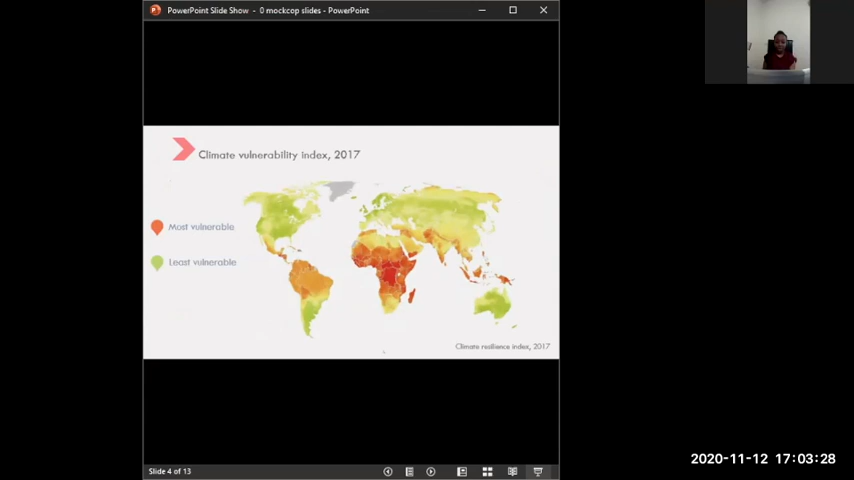 PowerPoint Slide Show - 0 mockcop slides - PowerPoint
Climate vulnerability index, 2017
Most vulnerable
Least vulnerable
Climate resilience index, 2017
2020-11-12 17:03:28
Slide 4 of 13